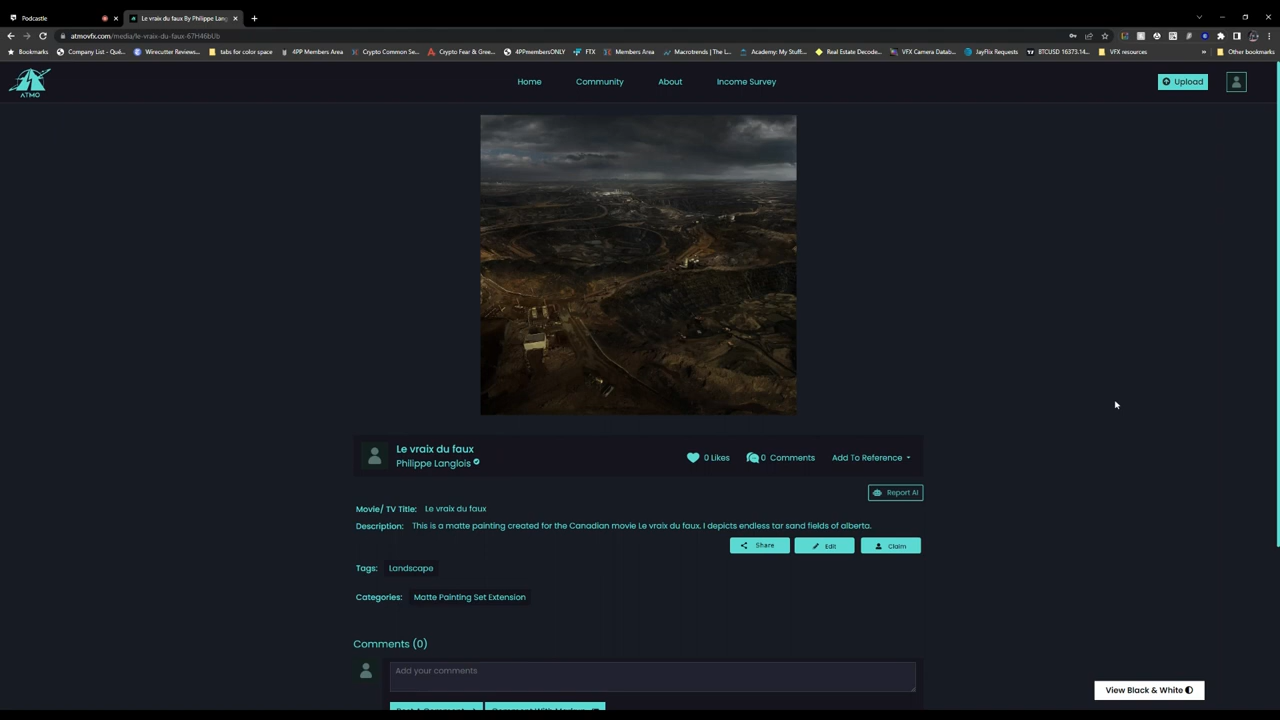 Podcastle
Le vraix du faux By Philippe Lang
atmovfx.com/media/le-vraix-du-faux-67H46bUb
Bookmarks
Company List - Qué...
Wirecutter Reviews...
tabs for color space
4PP Members Area
Crypto Common Se...
Crypto Fear & Gree...
4PPmembersONLY
FTX
Members Area
Macrotrends | The L...
Academy: My Stuff:...
Real Estate Decode...
VFX Camera Datab...
JayFlix Requests
BTCUSD 16373.14...
VFX resources
Other bookmarks
ATMO
Home
Community
About
Income Survey
Upload
Le vraix du faux
Philippe Langlois
0 Likes
0 Comments
Add To Reference
Report AI
Movie/ TV Title: Le vraix du faux
Description: This is a matte painting created for the Canadian movie Le vraix du faux. I depicts endless tar sand fields of alberta.
Share
Edit
Claim
Tags: Landscape
Categories: Matte Painting Set Extension
Comments (0)
Add your comments
View Black & White